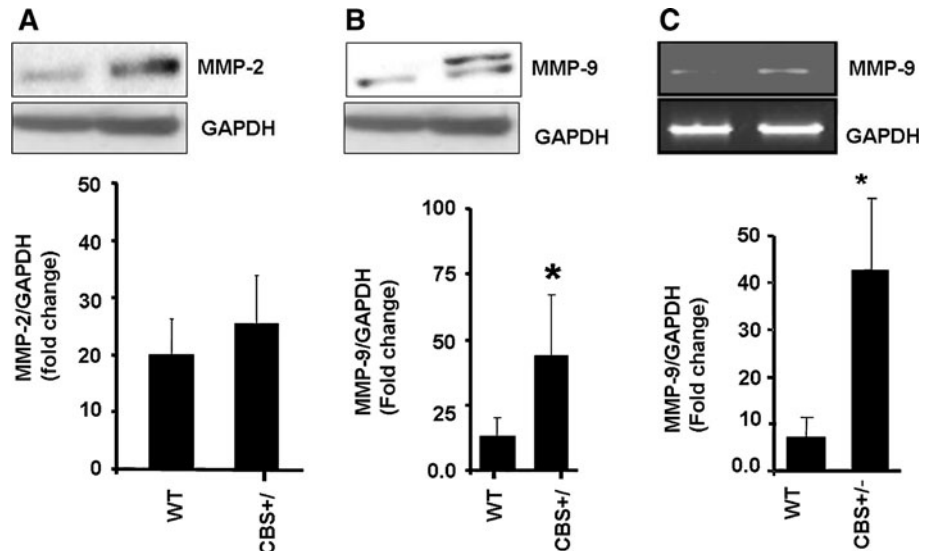 A
MMP-2
GAPDH
MMP-2/GAPDH
(fold change)
50
40
30
20
10
0
WT
CBS+/
B
MMP-9
GAPDH
MMP-9/GAPDH
(Fold change)
100
75
50
25
0.0
*
WT
CBS+/
C
MMP-9
GAPDH
MMP-9/GAPDH
(Fold change)
50
40
30
20
10
0.0
*
WT
CBS+/-